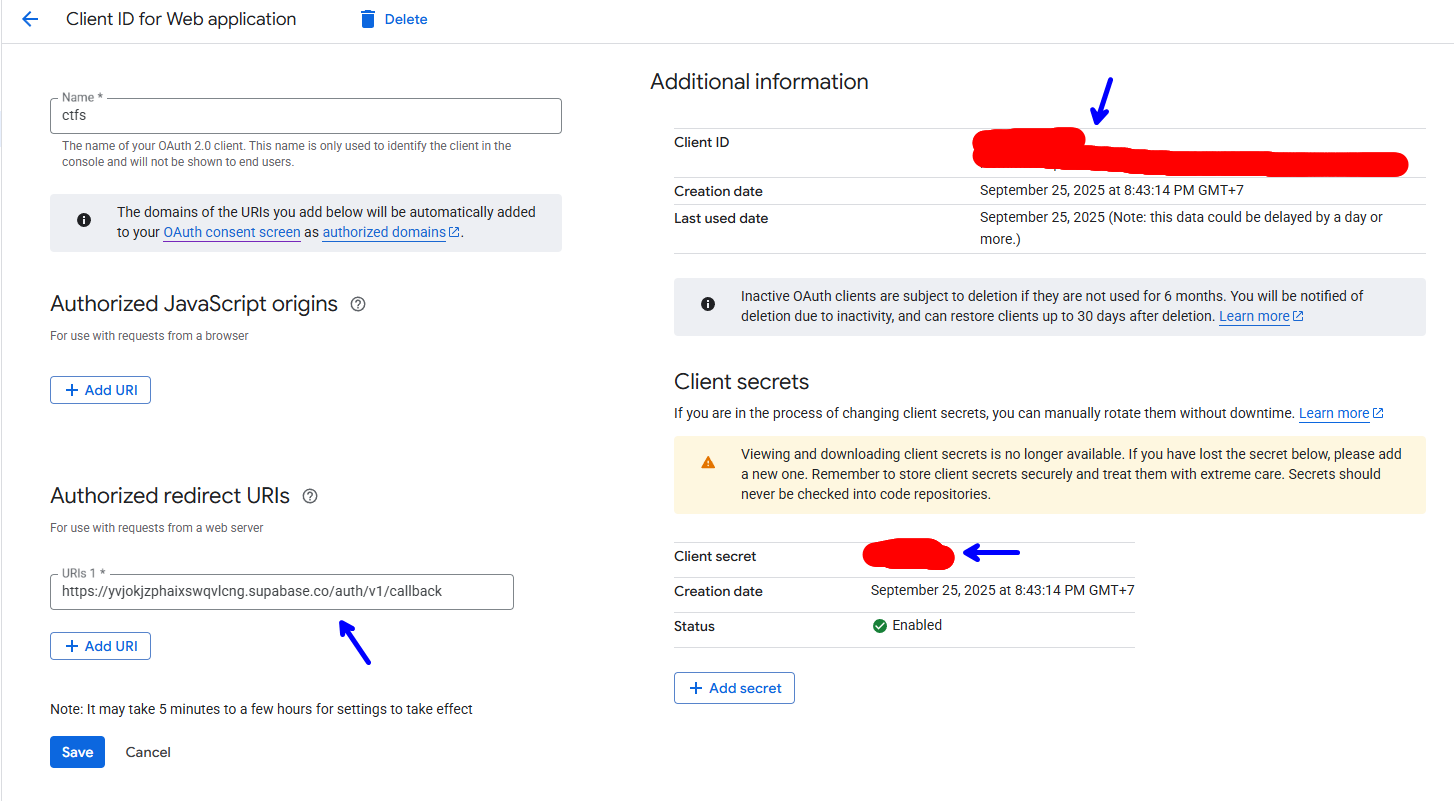 Client ID for Web application
Delete
Name *
ctfs
The name of your OAuth 2.0 client. This name is only used to identify the client in the
console and will not be shown to end users.
The domains of the URIs you add below will be automatically added
to your OAuth consent screen as authorized domains.
Authorized JavaScript origins
For use with requests from a browser
+ Add URI
Authorized redirect URIs
For use with requests from a web server
URIs 1 *
https://yvjokjzphaixswqvlcng.supabase.co/auth/v1/callback
+ Add URI
Note: It may take 5 minutes to a few hours for settings to take effect
Save
Cancel
Additional information
Client ID
Creation date
September 25, 2025 at 8:43:14 PM GMT+7
Last used date
September 25, 2025 (Note: this data could be delayed by a day or
more.)
Inactive OAuth clients are subject to deletion if they are not used for 6 months. You will be notified of
deletion due to inactivity, and can restore clients up to 30 days after deletion. Learn more
Client secrets
If you are in the process of changing client secrets, you can manually rotate them without downtime. Learn more
Viewing and downloading client secrets is no longer available. If you have lost the secret below, please add
a new one. Remember to store client secrets securely and treat them with extreme care. Secrets should
never be checked into code repositories.
Client secret
Creation date
September 25, 2025 at 8:43:14 PM GMT+7
Status
Enabled
+ Add secret